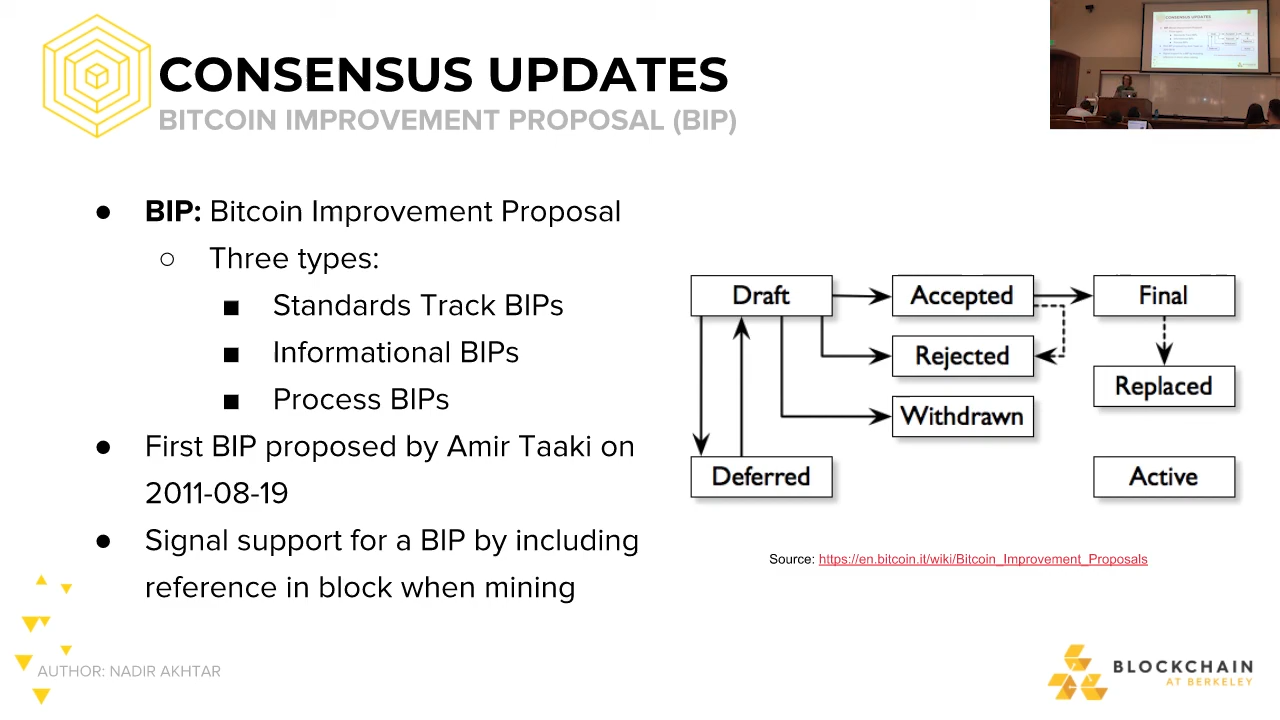 CONSENSUS UPDATES
BITCOIN IMPROVEMENT PROPOSAL (BIP)
● BIP: Bitcoin Improvement Proposal
○ Three types:
■ Standards Track BIPs
■ Informational BIPs
■ Process BIPs
● First BIP proposed by Amir Taaki on
2011-08-19
● Signal support for a BIP by including
reference in block when mining
Draft
Accepted
Final
Rejected
Replaced
Withdrawn
Deferred
Active
Source: https://en.bitcoin.it/wiki/Bitcoin_Improvement_Proposals
AUTHOR: NADIR AKHTAR
BLOCKCHAIN
AT BERKELEY
CONSENSUS UPDATES